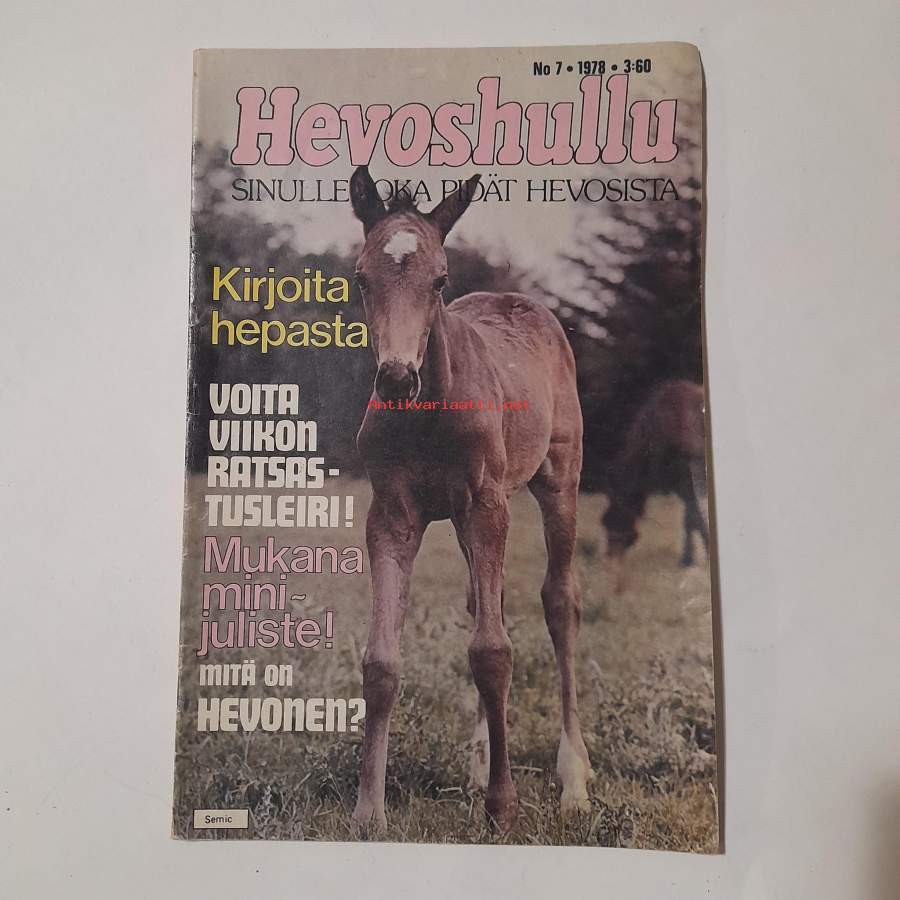 No 7 • 1978 • 3:60
Hevoshullu
SINULLE JOKA PIDÄT HEVOSISTA
Kirjoita
hepasta
VOITA
VIIKON
RATSAS-
TUSLEIRI!
Mukana
mini-
juliste!
MITÄ ON
HEVONEN?
Antikvariaatti.net
Semic